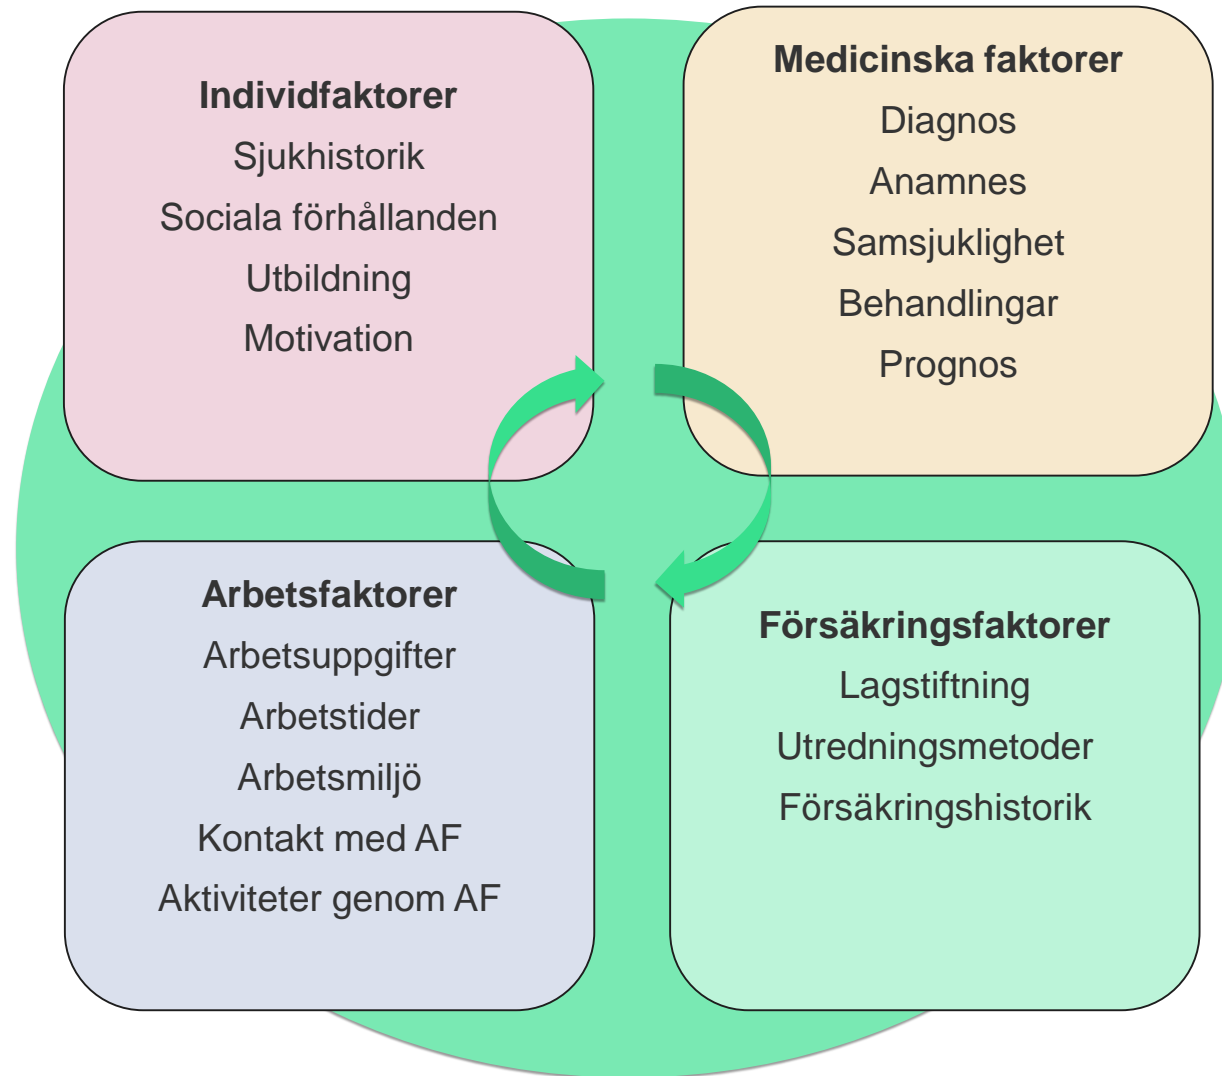 Individfaktorer
Sjukhistorik
Sociala förhållanden
Utbildning
Motivation
Medicinska faktorer
Diagnos
Anamnes
Samsjuklighet
Behandlingar
Prognos
Arbetsfaktorer
Arbetsuppgifter
Arbetstider
Arbetsmiljö
Kontakt med AF
Aktiviteter genom AF
Försäkringsfaktorer
Lagstiftning
Utredningsmetoder
Försäkringshistorik